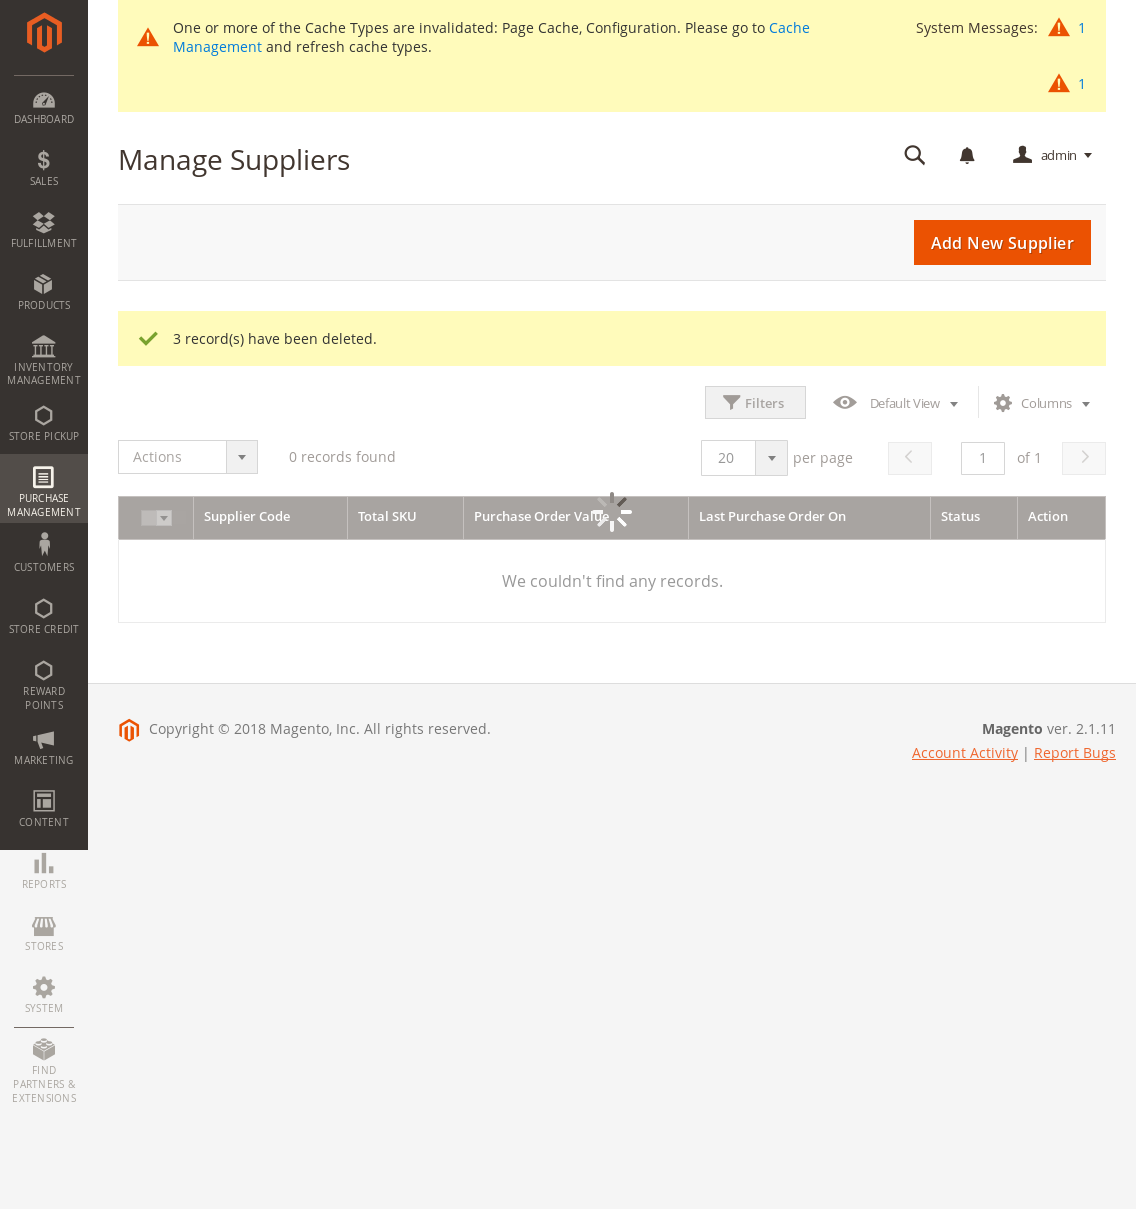 One or more of the Cache Types are invalidated: Page Cache, Configuration. Please go to Cache
Management and refresh cache types.
System Messages: 1
1
Manage Suppliers
admin
Add New Supplier
3 record(s) have been deleted.
Filters
Default View
Columns
Actions
0 records found
20
per page
1
of 1
Supplier Code
Total SKU
Purchase Order Value
Last Purchase Order On
Status
Action
We couldn't find any records.
Copyright © 2018 Magento, Inc. All rights reserved.
Magento ver. 2.1.11
Account Activity | Report Bugs
DASHBOARD
$
SALES
FULFILLMENT
PRODUCTS
INVENTORY
MANAGEMENT
STORE PICKUP
PURCHASE
MANAGEMENT
CUSTOMERS
STORE CREDIT
REWARD
POINTS
MARKETING
CONTENT
REPORTS
STORES
SYSTEM
FIND
PARTNERS &
EXTENSIONS